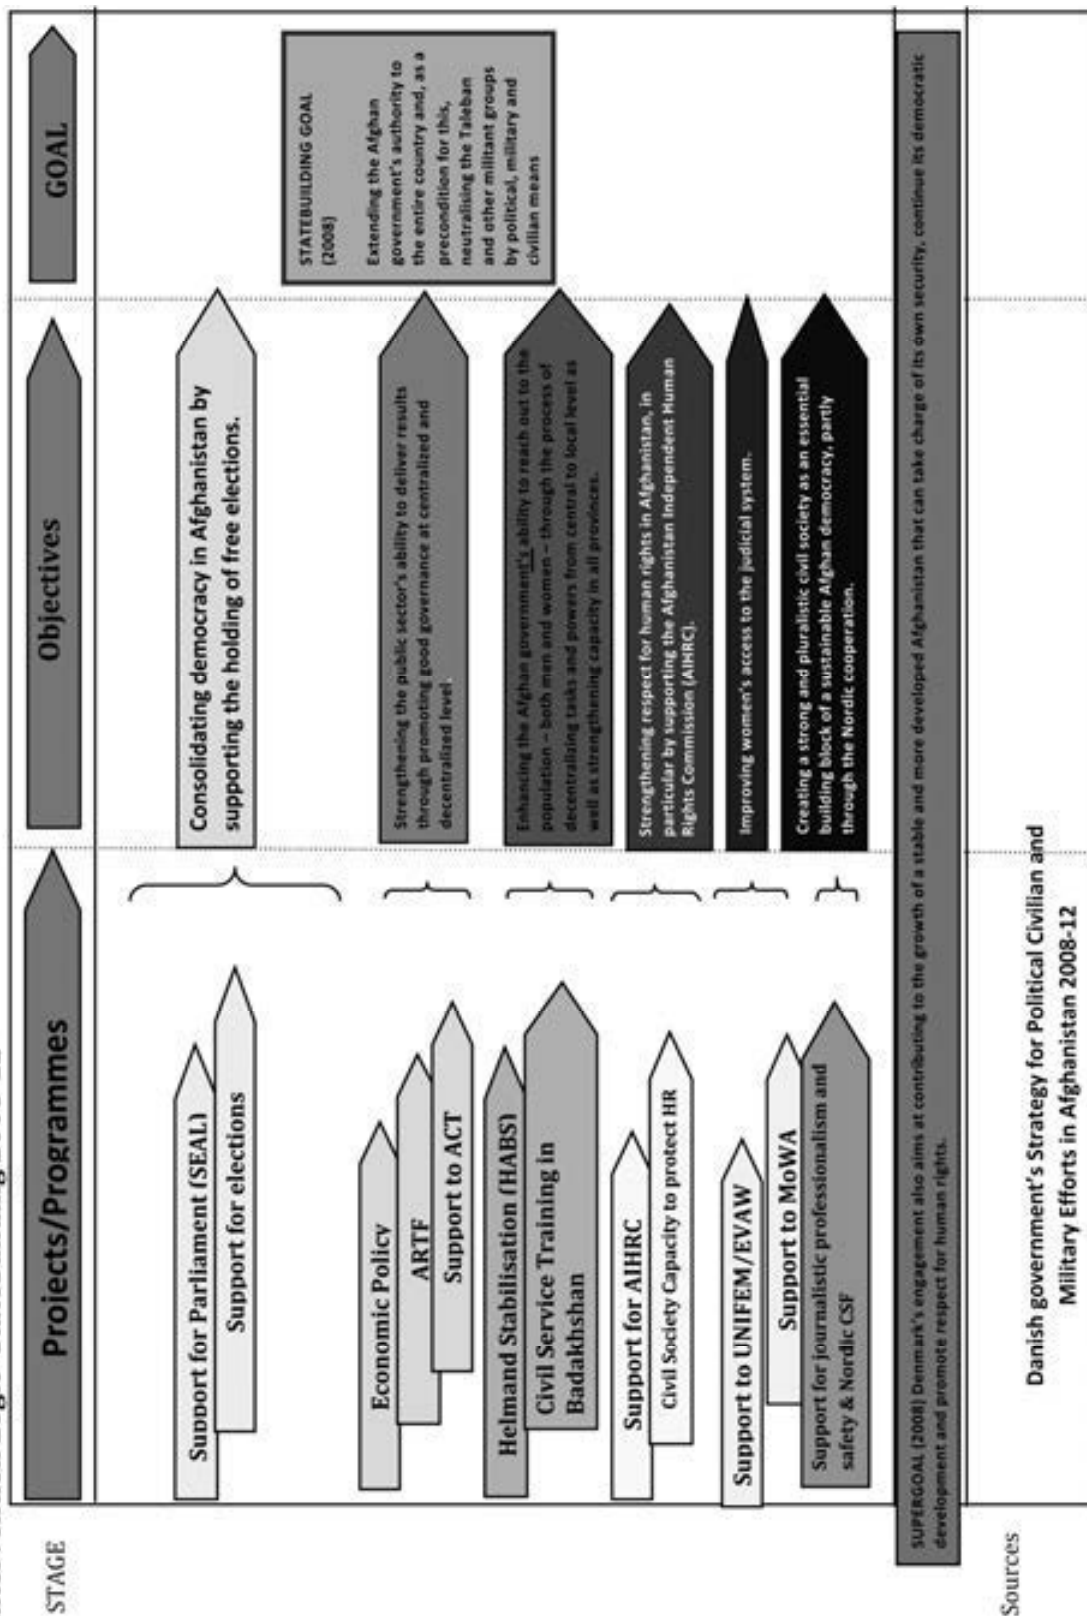 STAGE
Projects/Programmes
Objectives
GOAL
Support for Parliament (SEAL)
Support for elections
Consolidating democracy in Afghanistan by
supporting the holding of free elections.
STATEBUILDING GOAL
(2008)
Extending the Afghan
government's authority to
the entire country and, as a
precondition for this,
neutralising the Taleban
and other militant groups
by political, military and
civilian means
Economic Policy
ARTF
Support to ACT
Strengthening the public sector's ability to deliver results
through promoting good governance at centralized and
decentralized level.
Helmand Stabilisation (HABS)
Civil Service Training in
Badakhshan
Enhancing the Afghan government's ability to reach out to the
population – both men and women – through the process of
decentralizing tasks and powers from central to local level as
well as strengthening capacity in all provinces.
Support for AIHRC
Civil Society Capacity to protect HR
Strengthening respect for human rights in Afghanistan, in
particular by supporting the Afghanistan Independent Human
Rights Commission (AIHRC).
Support to UNIFEM/EVAW
Support to MoWA
Improving women's access to the judicial system.
Support for journalistic professionalism and
safety & Nordic CSF
Creating a strong and pluralistic civil society as an essential
building block of a sustainable Afghan democracy, partly
through the Nordic cooperation.
SUPERGOAL (2008) Denmark's engagement also aims at contributing to the growth of a stable and more developed Afghanistan that can take charge of its own security, continue its democratic
development and promote respect for human rights.
Sources
Danish government's Strategy for Political Civilian and
Military Efforts in Afghanistan 2008-12